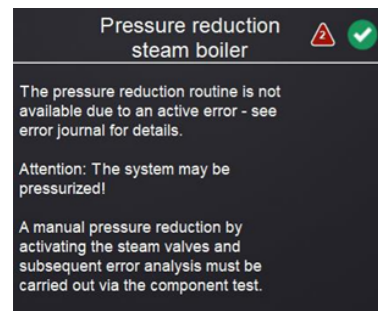 Pressure reduction
steam boiler
2
The pressure reduction routine is not
available due to an active error - see
error journal for details.
Attention: The system may be
pressurized!
A manual pressure reduction by
activating the steam valves and
subsequent error analysis must be
carried out via the component test.